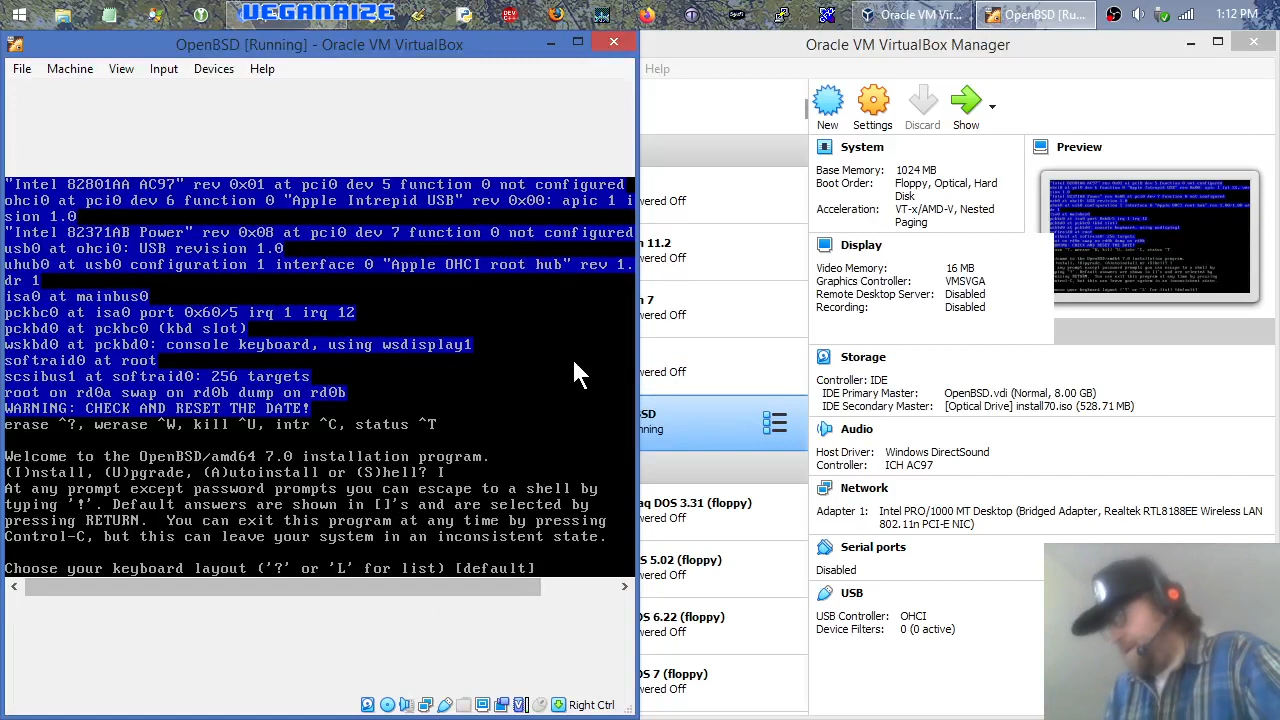 VEGANAIZE
Oracle VM Vir...
OpenBSD [Ru...
1:12 PM
OpenBSD [Running] - Oracle VM VirtualBox
File Machine View Input Devices Help
"Intel 82801AA AC97" rev 0x01 at pci0 dev 5 function 0 not configured
ohci0 at pci0 dev 6 function 0 "Apple Intrepid USB" rev 0x00: apic 1 i
sion 1.0
"Intel 82371AB Power" rev 0x08 at pci0 dev 7 function 0 not configured
usb0 at ohci0: USB revision 1.0
uhub0 at usb0 configuration 1 interface 0 "Apple OHCI root hub" rev 1.
dr 1
isa0 at mainbus0
pckbc0 at isa0 port 0x60/5 irq 1 irq 12
pckbd0 at pckbc0 (kbd slot)
wskbd0 at pckbd0: console keyboard, using wsdisplay1
softraid0 at root
scsibus1 at softraid0: 256 targets
root on rd0a swap on rd0b dump on rd0b
WARNING: CHECK AND RESET THE DATE!
erase ^?, werase ^W, kill ^U, intr ^C, status ^T
Welcome to the OpenBSD/amd64 7.0 installation program.
(I)nstall, (U)pgrade, (A)utoinstall or (S)hell? I
At any prompt except password prompts you can escape to a shell by
typing '!'. Default answers are shown in []'s and are selected by
pressing RETURN.  You can exit this program at any time by pressing
Control-C, but this can leave your system in an inconsistent state.
Choose your keyboard layout ('?' or 'L' for list) [default]
Right Ctrl
Oracle VM VirtualBox Manager
Help
New Settings Discard Show
wered Off
11.2
wered Off
n 7
wered Off
wered Off
SD
nning
aq DOS 3.31 (floppy)
wered Off
S 5.02 (floppy)
wered Off
S 6.22 (floppy)
wered Off
S 7 (floppy)
wered Off
System
Base Memory: 1024 MB
Boot Order: Floppy, Optical, Hard
Disk
Acceleration: VT-x/AMD-V, Nested
Paging
Preview
Display
Video Memory: 16 MB
Graphics Controller: VMSVGA
Remote Desktop Server: Disabled
Recording: Disabled
Storage
Controller: IDE
IDE Primary Master: OpenBSD.vdi (Normal, 8.00 GB)
IDE Secondary Master: [Optical Drive] install70.iso (528.71 MB)
Audio
Host Driver: Windows DirectSound
Controller: ICH AC97
Network
Adapter 1: Intel PRO/1000 MT Desktop (Bridged Adapter, Realtek RTL8188EE Wireless LAN
802.11n PCI-E NIC)
Serial ports
Disabled
USB
USB Controller: OHCI
Device Filters: 0 (0 active)